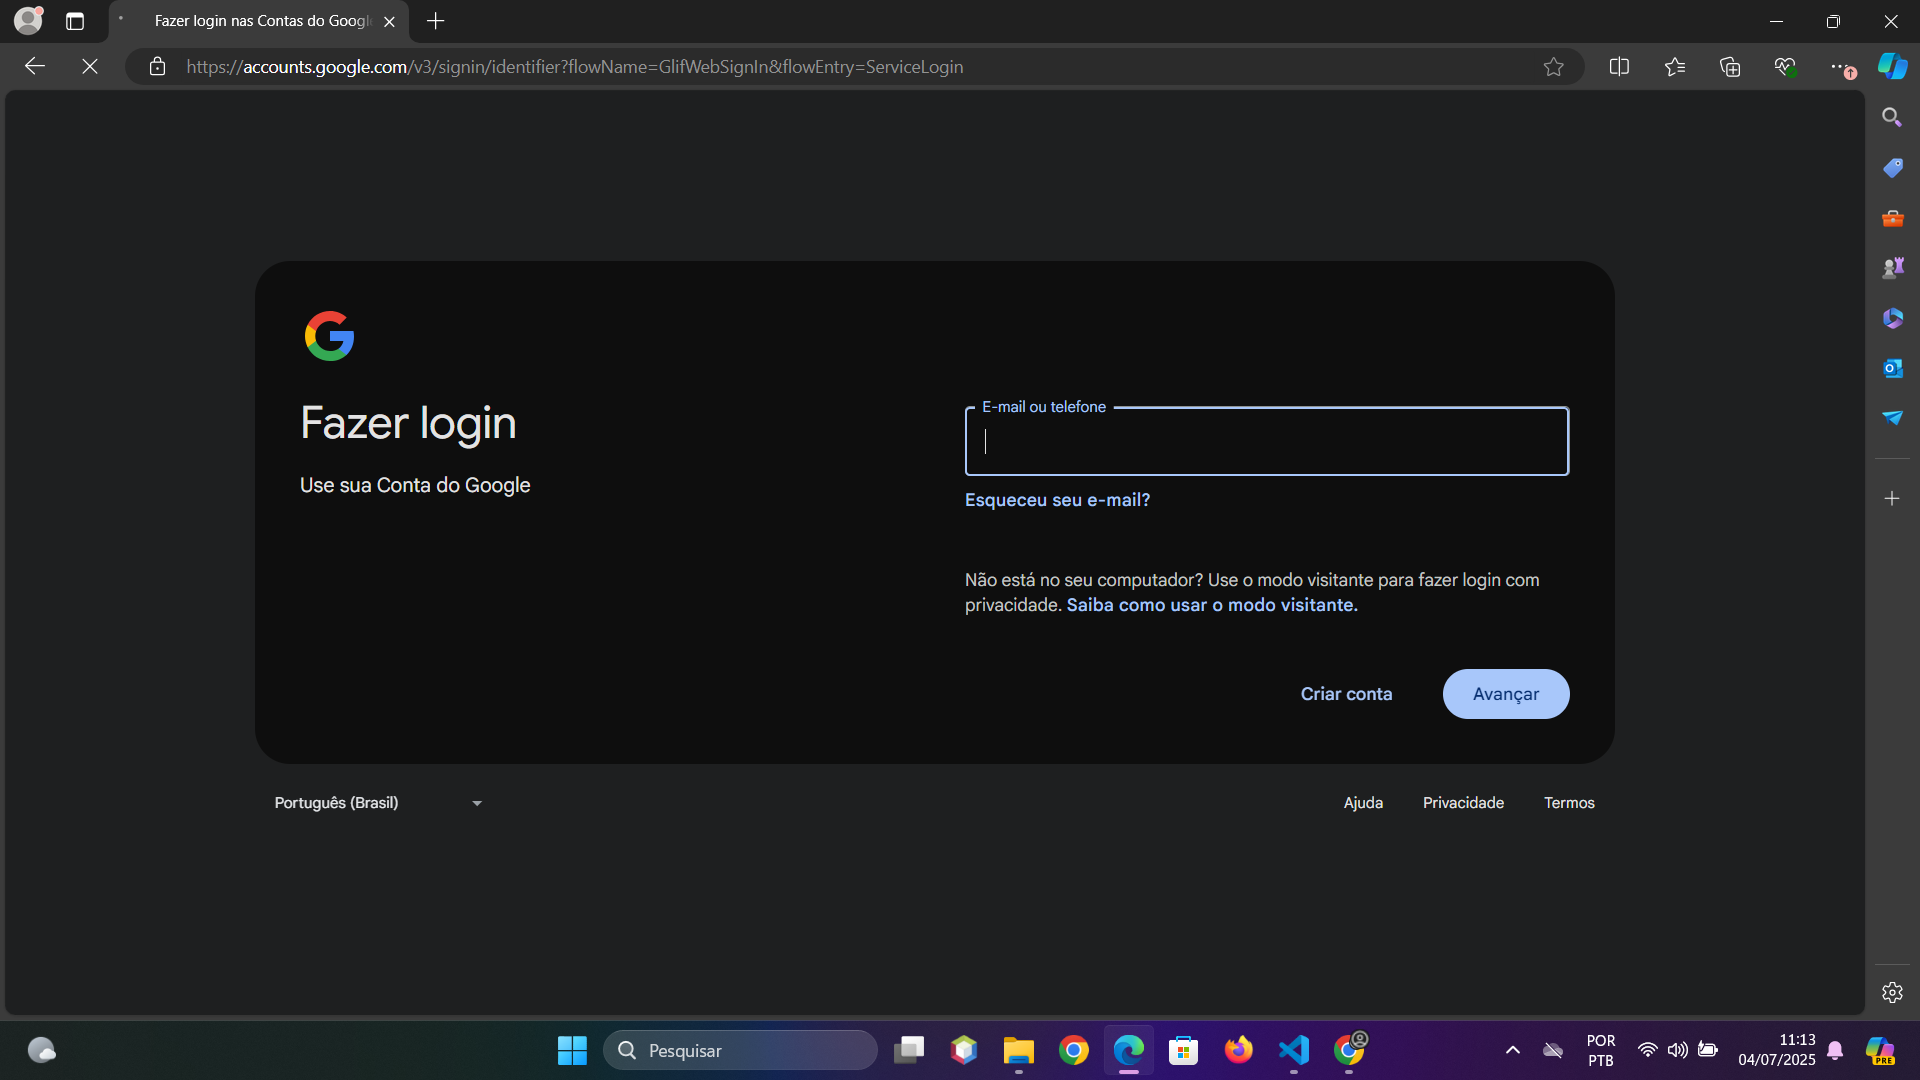 Fazer login nas Contas do Googl
https://accounts.google.com/v3/signin/identifier?flowName=GlifWebSignIn&flowEntry=ServiceLogin
Fazer login
Use sua Conta do Google
E-mail ou telefone
Esqueceu seu e-mail?
Não está no seu computador? Use o modo visitante para fazer login com
privacidade. Saiba como usar o modo visitante.
Criar conta
Avançar
Português (Brasil)
Ajuda
Privacidade
Termos
Pesquisar
POR
PTB
11:13
04/07/2025
PRE